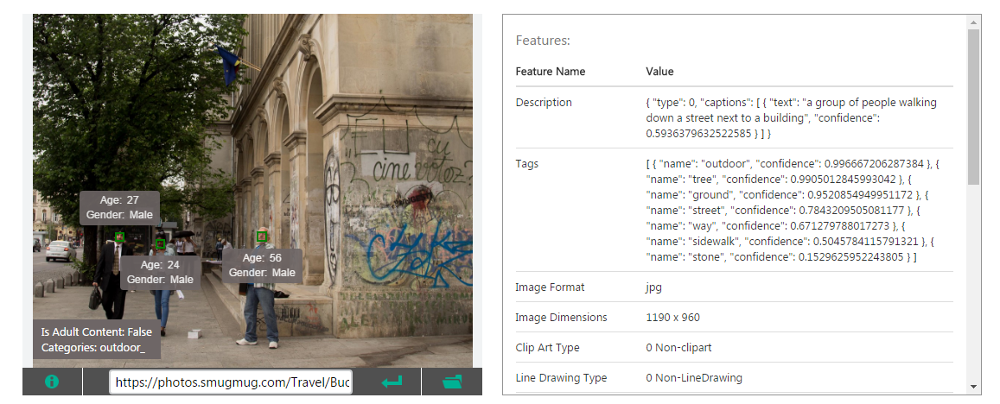 cu
cine votez?
Age: 27
Gender: Male
Age: 24
Gender: Male
Age: 56
Gender: Male
Is Adult Content: False
Categories: outdoor_
https://photos.smugmug.com/Travel/Buc
Features:
Feature Name Value
Description { "type": 0, "captions": [ { "text": "a group of people walking
down a street next to a building", "confidence":
0.5936379632522585 } ] }
Tags [ { "name": "outdoor", "confidence": 0.996667206287384 }, {
"name": "tree", "confidence": 0.9905012845993042 }, {
"name": "ground", "confidence": 0.9520854949951172 }, {
"name": "street", "confidence": 0.7843209505081177 }, {
"name": "way", "confidence": 0.671279788017273 }, {
"name": "sidewalk", "confidence": 0.5045784115791321 }, {
"name": "stone", "confidence": 0.1529625952243805 } ]
Image Format jpg
Image Dimensions 1190 x 960
Clip Art Type 0 Non-clipart
Line Drawing Type 0 Non-LineDrawing